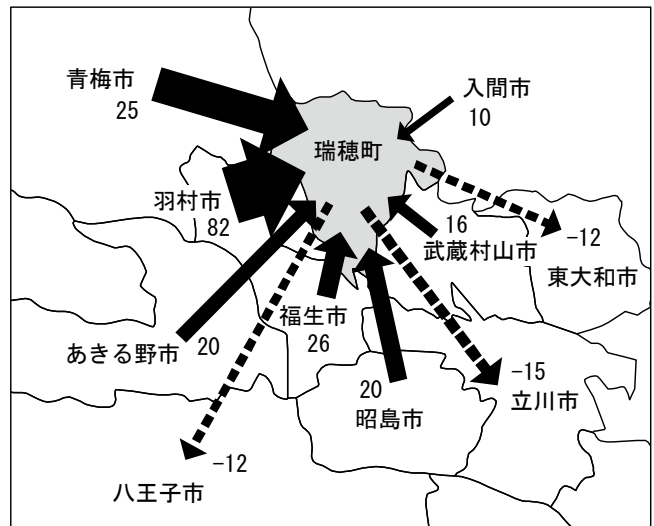 青梅市
25
入間市
10
瑞穂町
羽村市
82
16
武蔵村山市
-12
東大和市
福生市
26
あきる野市
20
20
昭島市
-15
立川市
-12
八王子市